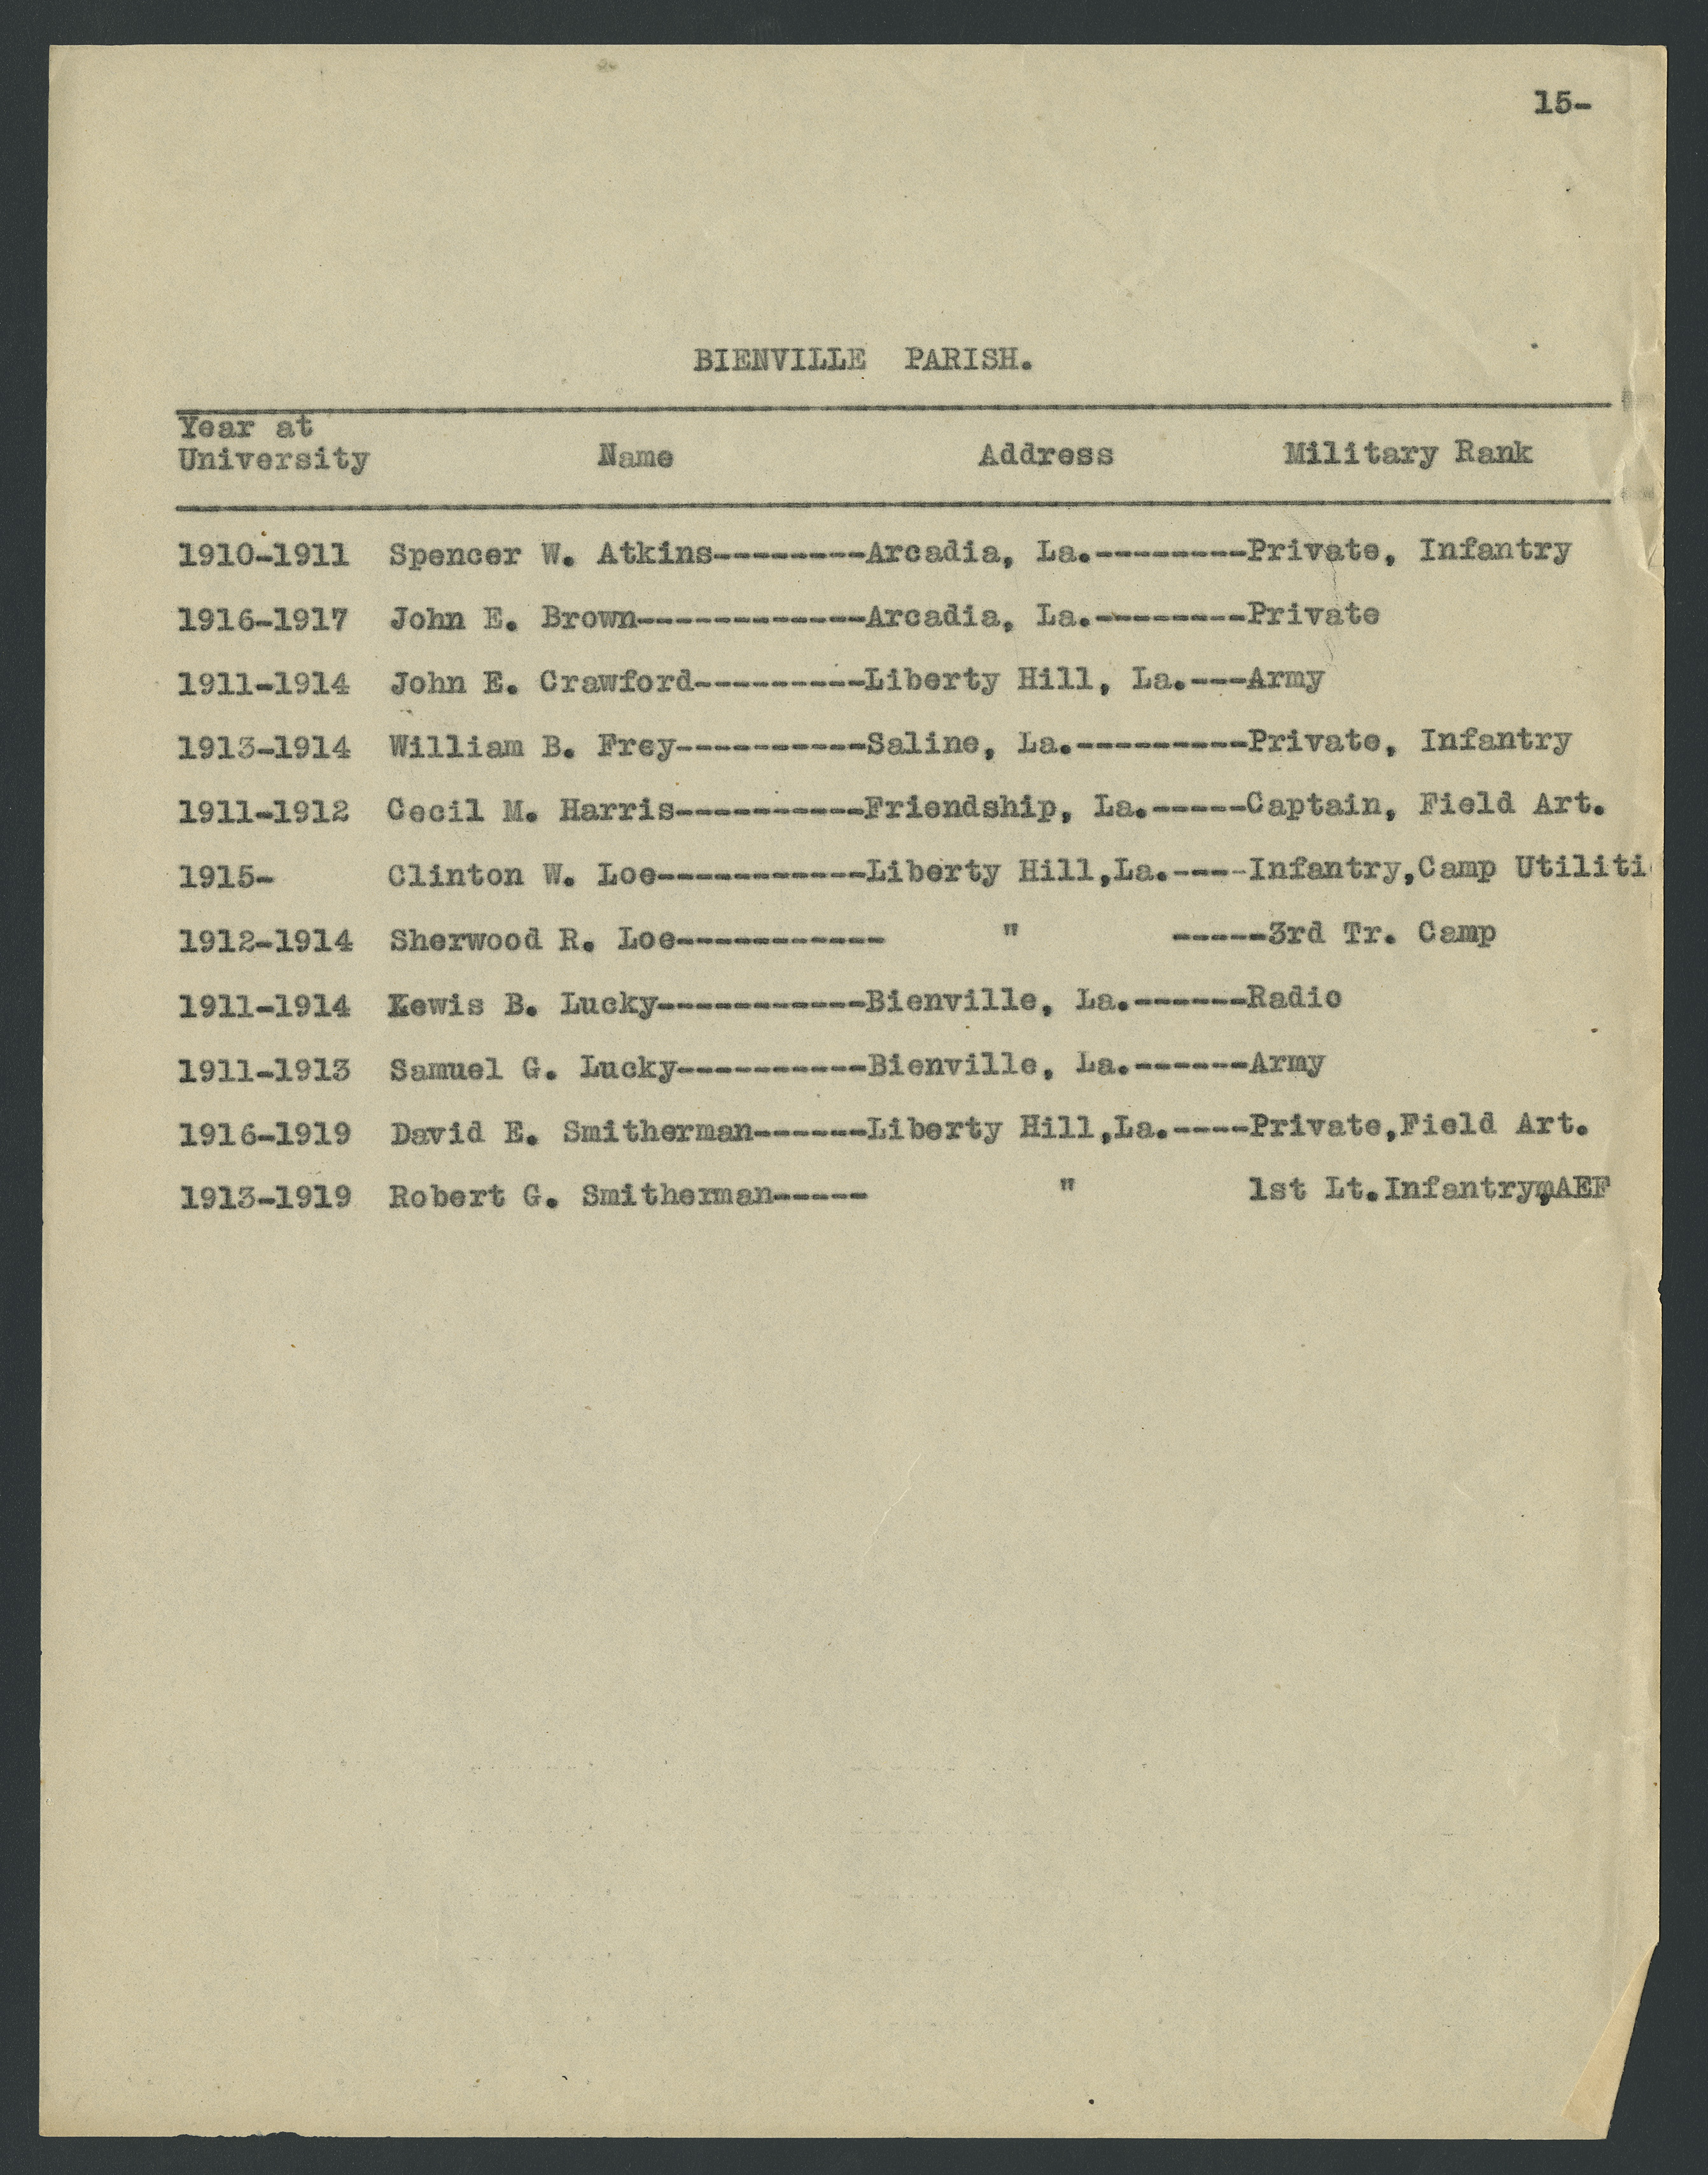 15-
BIENVILLE PARISH.
Year at
University Name Address Military Rank
1910-1911 Spencer W. Atkins--------Arcadia, La.--------Private, Infantry
1916-1917 John E. Brown------------Arcadia, La.--------Private
1911-1914 John E. Crawford---------Liberty Hill, La.---Army
1913-1914 William B. Frey----------Saline, La.---------Private, Infantry
1911-1912 Cecil M. Harris----------Friendship, La.-----Captain, Field Art.
1915- Clinton W. Loe-----------Liberty Hill,La.----Infantry,Camp Utiliti
1912-1914 Sherwood R. Loe----------- " -----3rd Tr. Camp
1911-1914 Lewis B. Lucky-----------Bienville, La.------Radio
1911-1913 Samuel G. Lucky----------Bienville, La.------Army
1916-1919 David E. Smitherman------Liberty Hill,La.----Private,Field Art.
1913-1919 Robert G. Smitherman----- " 1st Lt.Infantry,AEF